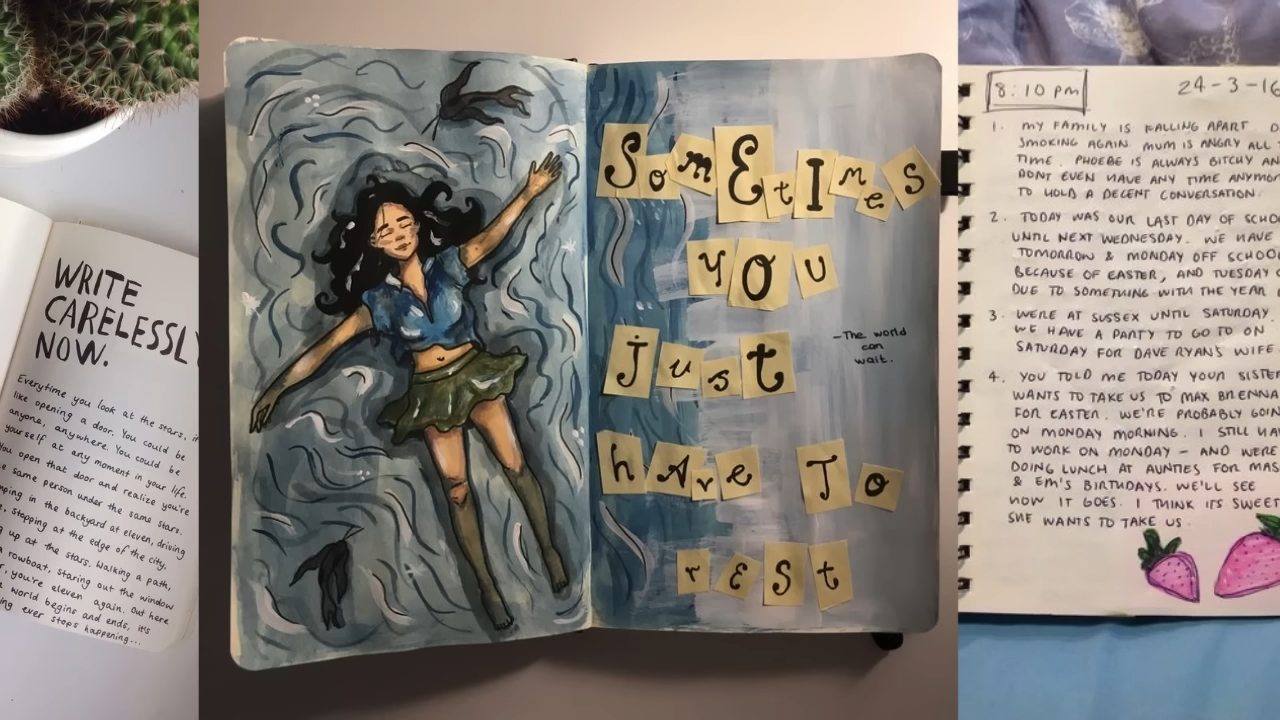 WRITE
CARELESSLY
NOW.
Everytime you look at the stars, it
like opening a door. You could be
anyone, anywhere. You could be
yourself at any moment in your life.
You open that door and realize you're
same person under the same stars.
in the backyard at eleven, driving
Stopping at the edge of the city,
up at the stars. Walking a path,
rowboat, staring out the window
you're eleven again. Out here
world begins and ends, it's
ever stops happening...
SOMETIMES
YOU
just
hAve To
rest
-The world
can
wait.
8:10 pm
24-3-16
1. MY FAMILY IS FALLING APART. D
SMOKING AGAIN. MUM IS ANGRY ALL T
TIME. PHOEBE IS ALWAYS BITCHY AN
DONT EVEN HAVE ANY TIME ANYMOR
TO HOLD A DECENT CONVERSATION.
2. TODAY WAS OUR LAST DAY OF SCHO
UNTIL NEXT WEDNESDAY. WE HAVE
TOMORROW & MONDAY OFF SCHOOL
BECAUSE OF EASTER, AND TUESDAY O
DUE TO SOMETHING WITH THE YEAR
3. WERE AT SUSSEX UNTIL SATURDAY.
WE HAVE A PARTY TO GO TO ON
SATURDAY FOR DAVE RYANS WIFE.
4. YOU TOLD ME TODAY YOUR SISTER
WANTS TO TAKE US TO MAX BRENNA
FOR EASTER. WE'RE PROBABLY GOIN
ON MONDAY MORNING. I STILL HAV
TO WORK ON MONDAY - AND WERE
DOING LUNCH AT AUNTIES FOR MAS
& EM'S BIRTHDAYS. WE'LL SEE
HOW IT GOES. I THINK ITS SWEET
SHE WANTS TO TAKE US.